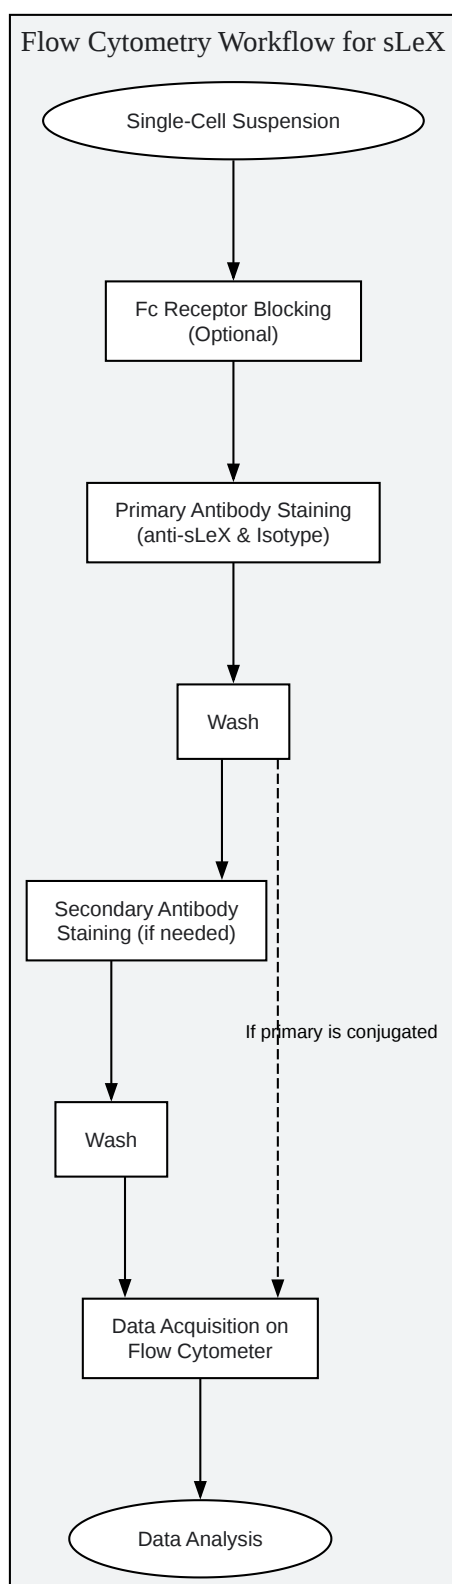 Flow Cytometry Workflow for sLeX
Single-Cell Suspension
Fc Receptor Blocking
(Optional)
Primary Antibody Staining
(anti-sLeX & Isotype)
Wash
Secondary Antibody
Staining (if needed)
If primary is conjugated
Wash
Data Acquisition on
Flow Cytometer
Data Analysis